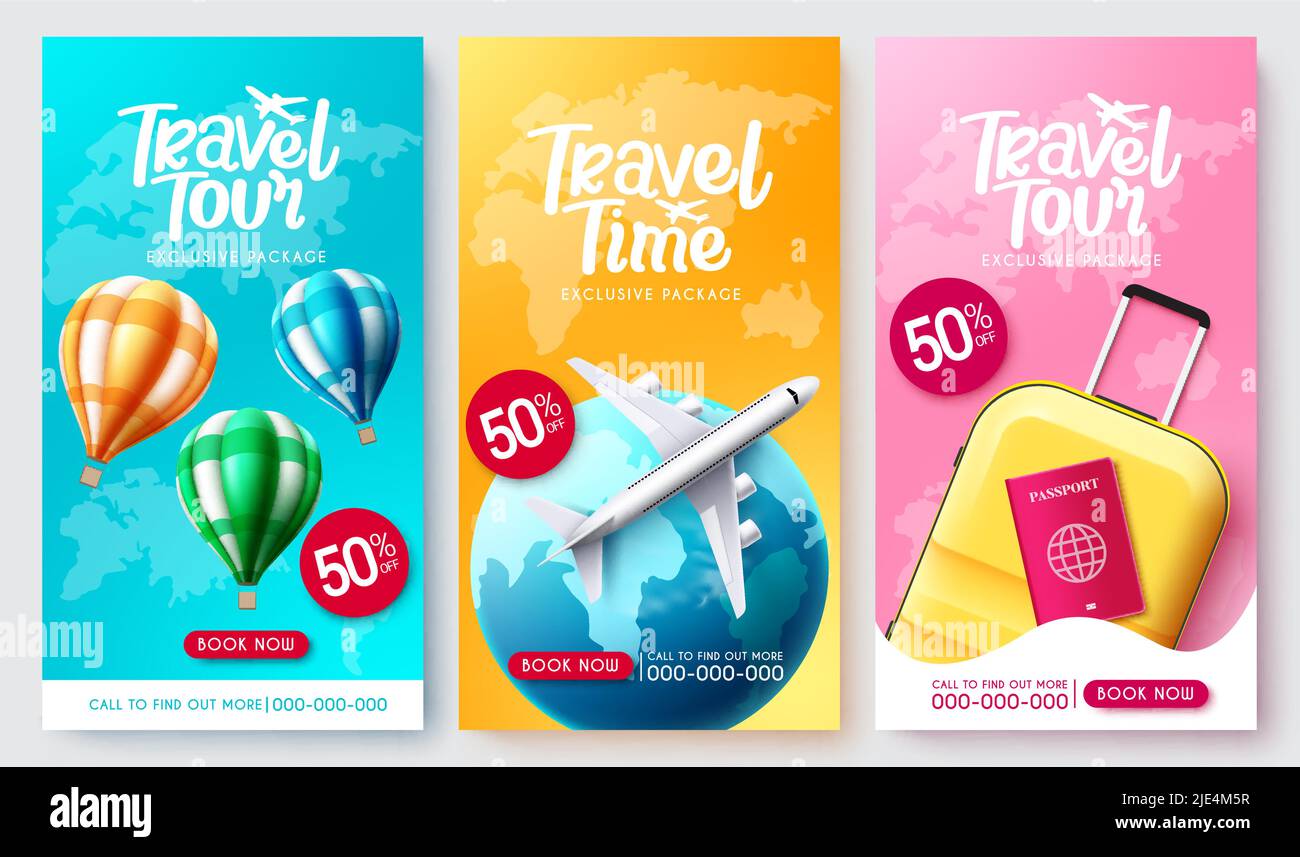 Travel
Tour
EXCLUSIVE PACKAGE
50%
OFF
BOOK NOW
CALL TO FIND OUT MORE
000-000-000
Travel
Time
EXCLUSIVE PACKAGE
50%
OFF
BOOK NOW
CALL TO FIND OUT MORE
000-000-000
Travel
Tour
EXCLUSIVE PACKAGE
50%
OFF
PASSPORT
CALL TO FIND OUT MORE
000-000-000
BOOK NOW
alamy
alamy
Image ID: 2JE4M5R
www.alamy.com